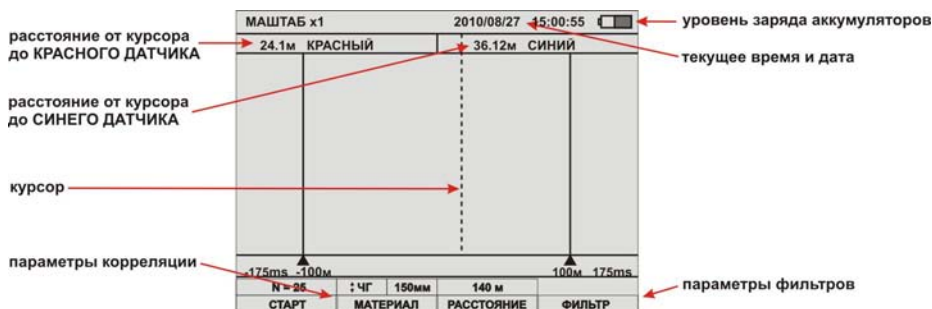 МАШТАБ x1 2010/08/27 15:00:55
уровень заряда аккумуляторов
расстояние от курсора
до КРАСНОГО ДАТЧИКА
24.1м КРАСНЫЙ 36.12м СИНИЙ
текущее время и дата
расстояние от курсора
до СИНЕГО ДАТЧИКА
курсор
параметры корреляции
-175ms -100м 100м 175ms
N = 25 ЧГ 150мм 140 м
параметры фильтров
СТАРТ МАТЕРИАЛ РАССТОЯНИЕ ФИЛЬТР